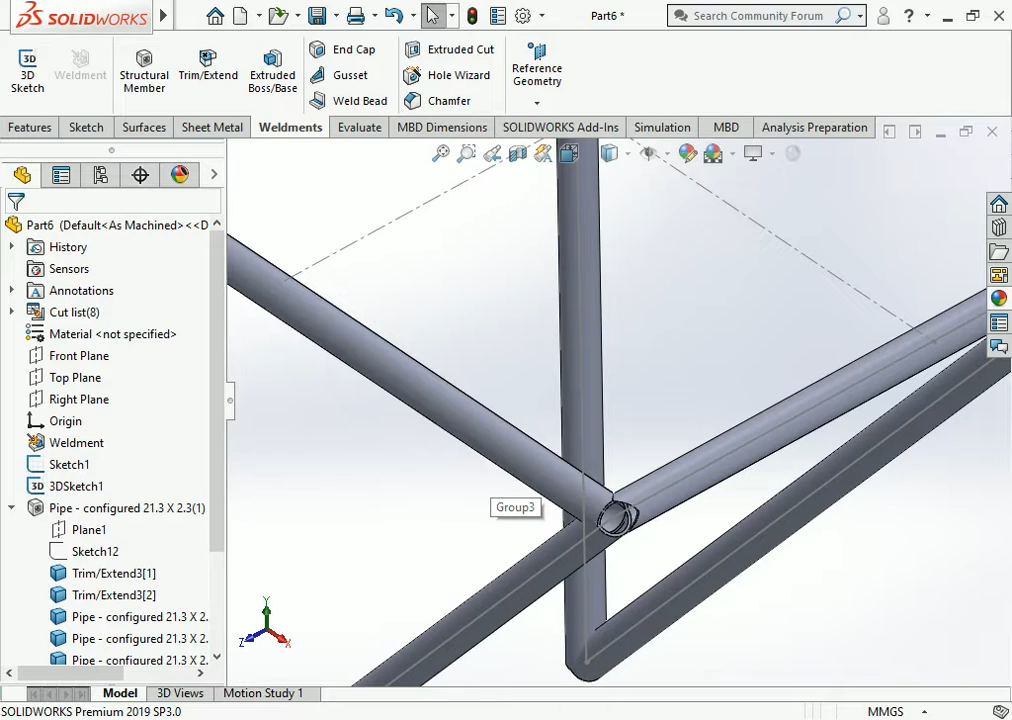 SOLIDWORKS
Part6 *
Search Community Forum
?
3D
3D
Sketch
Weldment
Structural
Member
Trim/Extend
Extruded
Boss/Base
End Cap
Gusset
Weld Bead
Extruded Cut
Hole Wizard
Chamfer
Reference
Geometry
Features
Sketch
Surfaces
Sheet Metal
Weldments
Evaluate
MBD Dimensions
SOLIDWORKS Add-Ins
Simulation
MBD
Analysis Preparation
Part6 (Default<As Machined><<D
History
Sensors
Annotations
Cut list(8)
Material <not specified>
Front Plane
Top Plane
Right Plane
Origin
Weldment
Sketch1
3D 3DSketch1
Pipe - configured 21.3 X 2.3(1)
Plane1
Sketch12
Trim/Extend3[1]
Trim/Extend3[2]
Pipe - configured 21.3 X 2.
Pipe - configured 21.3 X 2.
Pipe - configured 21.3 X 2.
Group3
Y
Z
X
Model
3D Views
Motion Study 1
SOLIDWORKS Premium 2019 SP3.0
MMGS